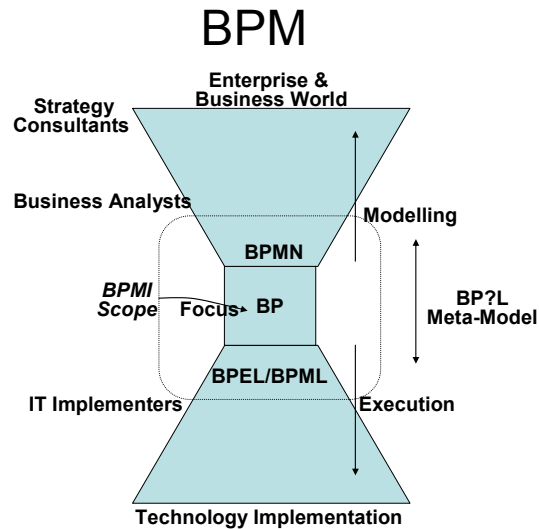 BPM
Enterprise &
Business World
Strategy
Consultants
Business Analysts
Modelling
BPMN
BPMI
Scope
Focus
BP
BP?L
Meta-Model
BPEL/BPML
IT Implementers
Execution
Technology Implementation